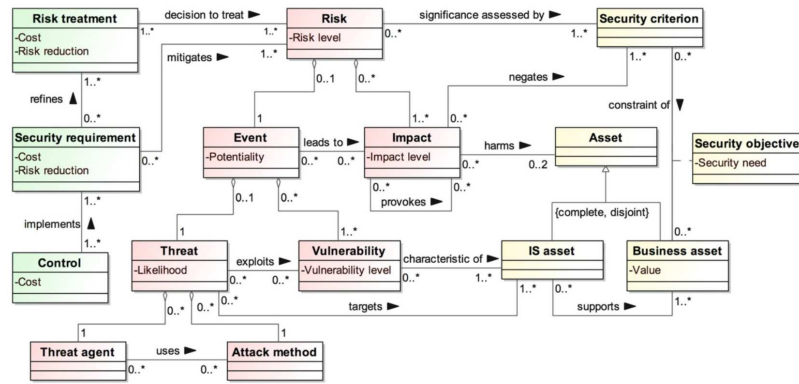 Risk treatment
-Cost
-Risk reduction
decision to treat ►
1..*
1..*
Risk
-Risk level
significance assessed by ►
0..*
1..*
Security criterion
mitigates ►
1..*
1..*
refines ▲
0..*
0..1
0..*
negates ►
1..*
0..*
constraint of ▼
1
1..*
0..*
Security requirement
-Cost
-Risk reduction
0..*
Event
-Potentiality
leads to ►
0..*
0..*
Impact
-Impact level
harms ►
0..*
0..2
Asset
Security objective
-Security need
0..*
0..*
provokes ►
1..*
implements ▲
1..*
0..1
0..*
1
1..*
{complete, disjoint}
0..*
Control
-Cost
Threat
-Likelihood
exploits ►
0..*
0..*
Vulnerability
-Vulnerability level
characteristic of ►
0..*
1..*
IS asset
Business asset
-Value
0..*
0..*
0..*
targets ►
1..*
0..*
supports ►
1..*
1
1
Threat agent
uses ►
0..*
0..*
Attack method